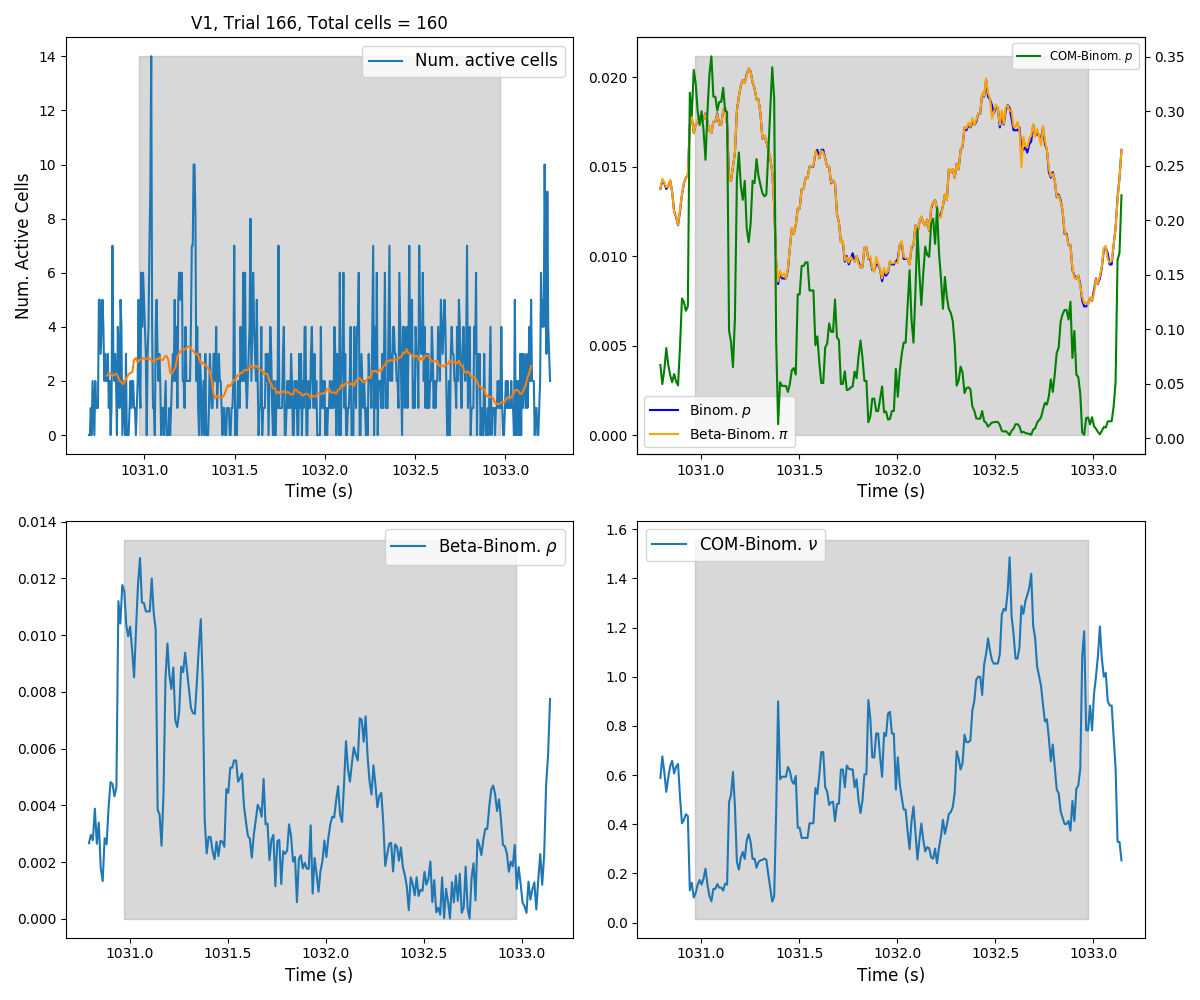 V1, Trial 166, Total cells = 160
Num. active cells
Num. Active Cells
14
12
10
8
6
4
2
0
1031.0 1031.5 1032.0 1032.5 1033.0
Time (s)
COM-Binom. p
0.020
0.015
0.010
0.005
0.000
0.35
0.30
0.25
0.20
0.15
0.10
0.05
0.00
Binom. p
Beta-Binom. π
1031.0 1031.5 1032.0 1032.5 1033.0
Time (s)
Beta-Binom. ρ
0.014
0.012
0.010
0.008
0.006
0.004
0.002
0.000
1031.0 1031.5 1032.0 1032.5 1033.0
Time (s)
COM-Binom. ν
1.6
1.4
1.2
1.0
0.8
0.6
0.4
0.2
0.0
1031.0 1031.5 1032.0 1032.5 1033.0
Time (s)